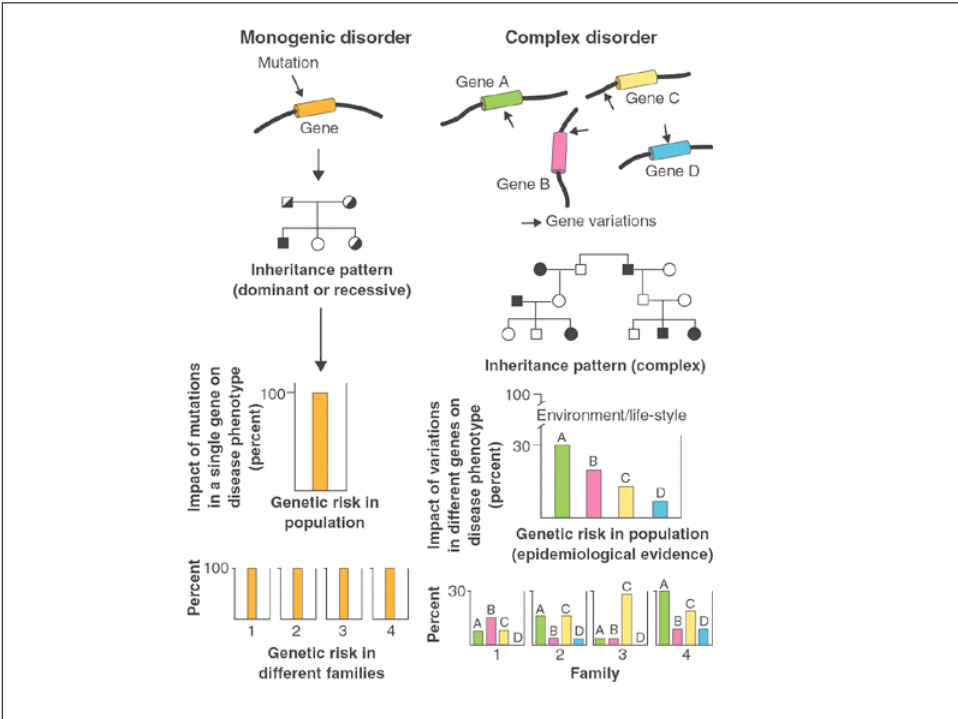 Monogenic disorder
Mutation
Gene
Inheritance pattern
(dominant or recessive)
Impact of mutations
in a single gene on
disease phenotype
(percent)
100
Genetic risk in
population
Percent
100
1 2 3 4
Genetic risk in
different families
Complex disorder
Gene A
Gene C
Gene B
Gene D
Gene variations
Inheritance pattern (complex)
Impact of variations
in different genes on
disease phenotype
(percent)
100
Environment/life-style
30
A B C D
Genetic risk in population
(epidemiological evidence)
Percent
30
A B C D
A B C D
A B C D
A B C D
1 2 3 4
Family